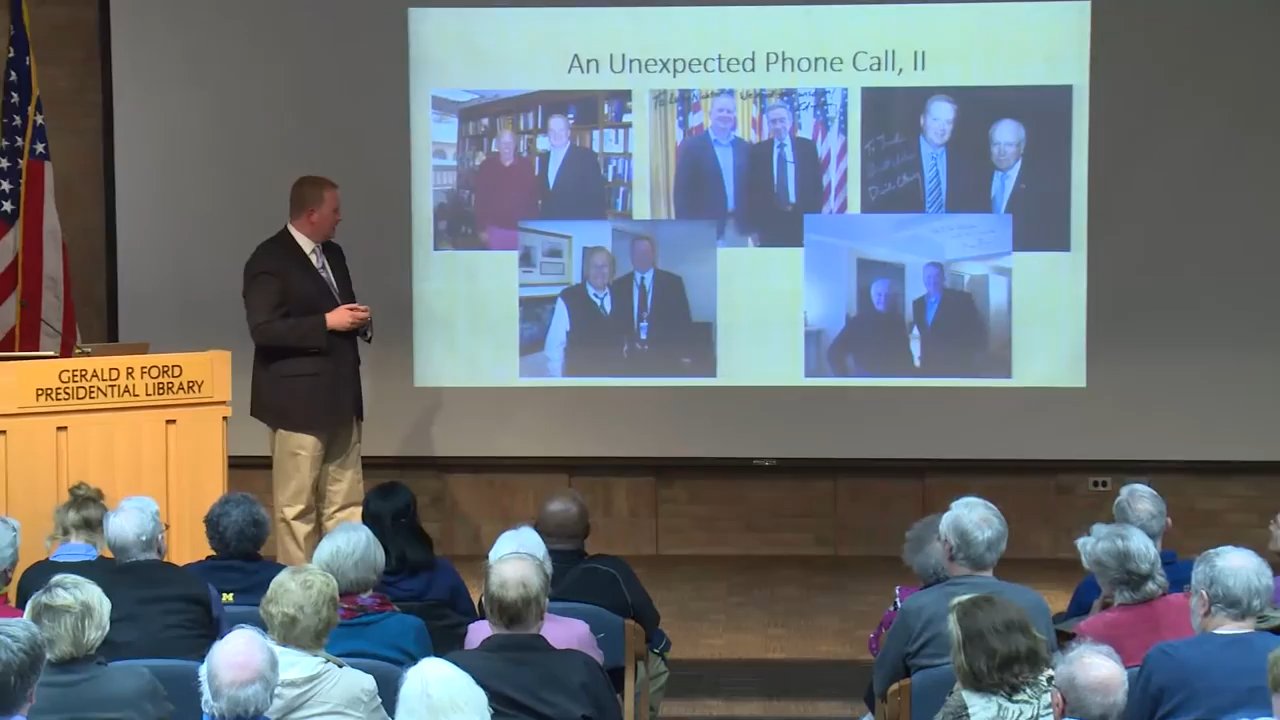 An Unexpected Phone Call, II
GERALD R FORD
PRESIDENTIAL LIBRARY
M